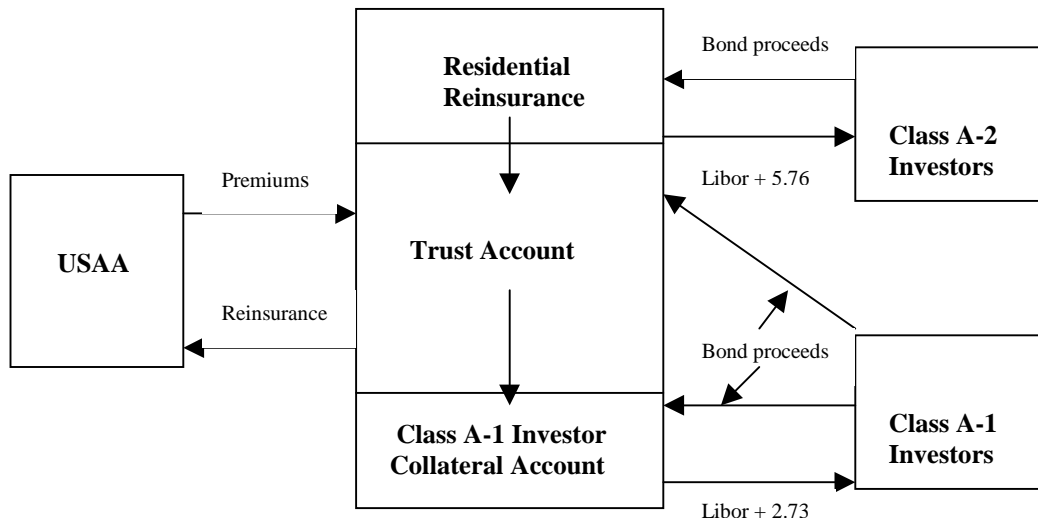 Bond proceeds
Residential
Reinsurance
Class A-2
Investors
Libor + 5.76
Premiums
USAA
Trust Account
Reinsurance
Bond proceeds
Class A-1 Investor
Collateral Account
Class A-1
Investors
Libor + 2.73